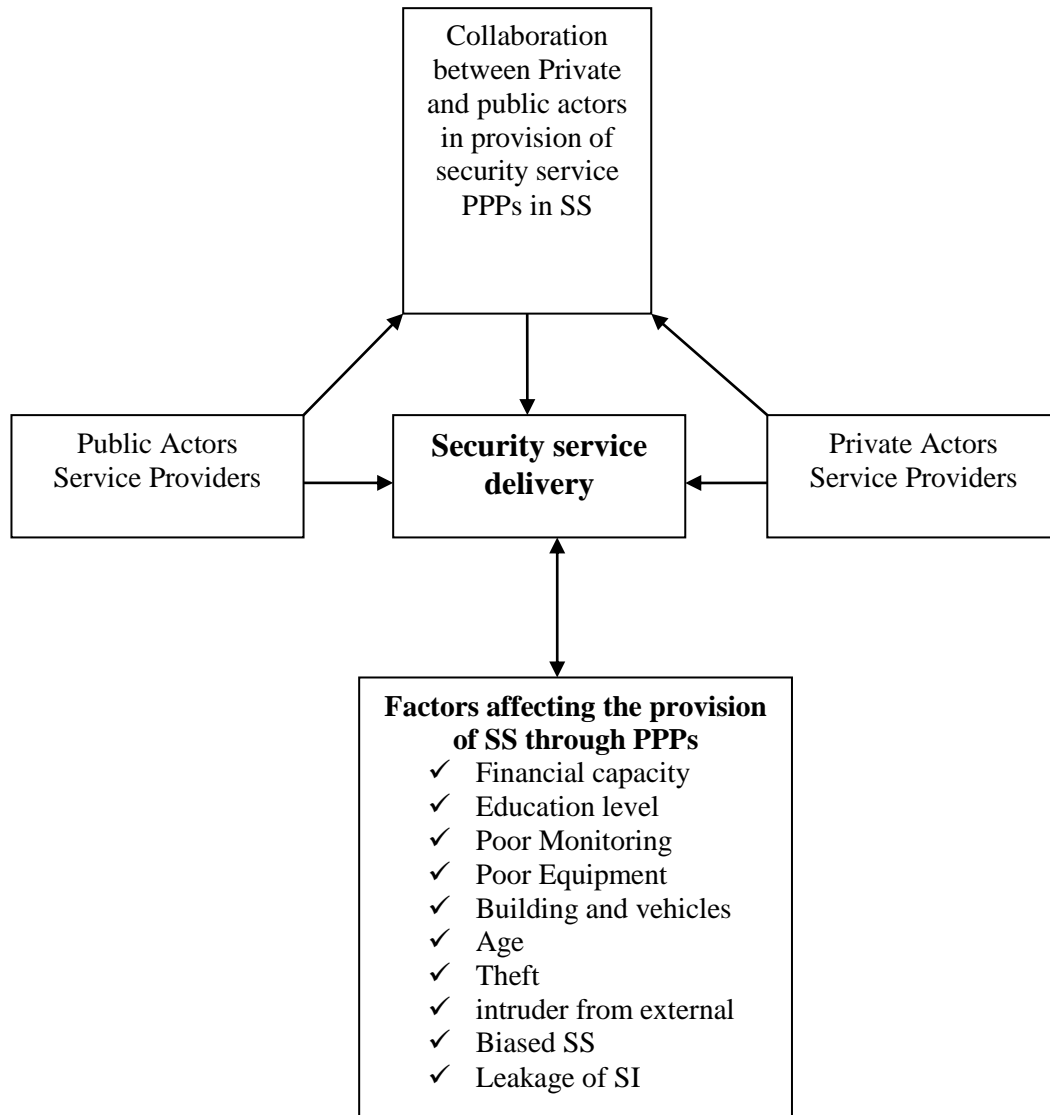 Collaboration
between Private
and public actors
in provision of
security service
PPPs in SS
Public Actors
Service Providers
Security service
delivery
Private Actors
Service Providers
Factors affecting the provision
of SS through PPPs
✓ Financial capacity
✓ Education level
✓ Poor Monitoring
✓ Poor Equipment
✓ Building and vehicles
✓ Age
✓ Theft
✓ intruder from external
✓ Biased SS
✓ Leakage of SI